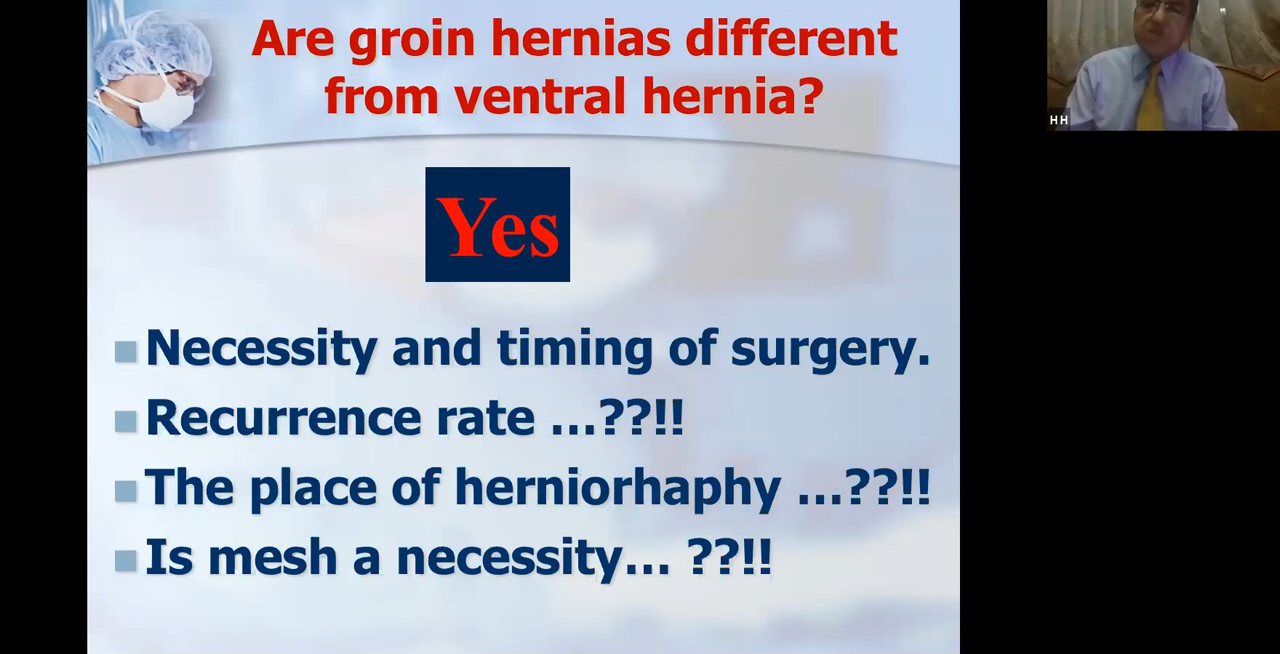 Are groin hernias different
from ventral hernia?
Yes
Necessity and timing of surgery.
Recurrence rate ...??!!
The place of herniorhaphy ...??!!
Is mesh a necessity... ??!!
HH